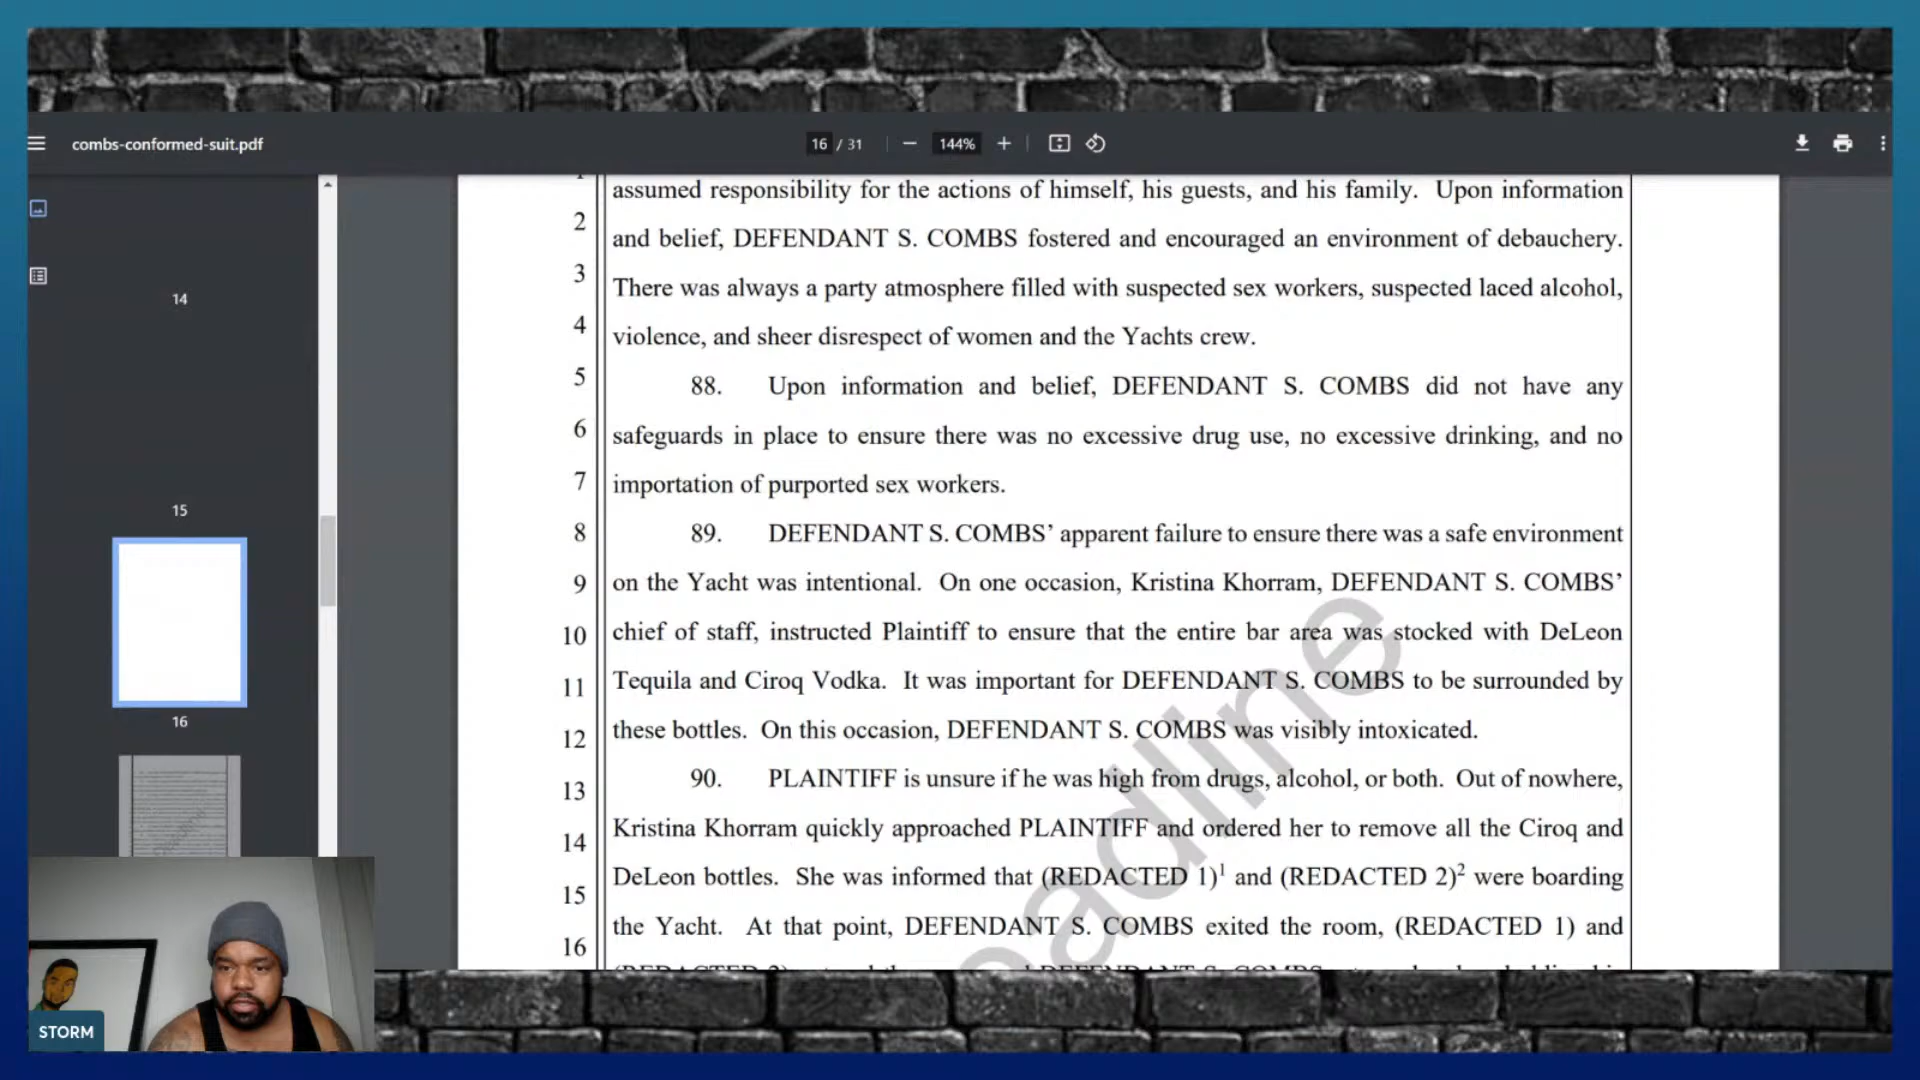 combs-conformed-suit.pdf
16 / 31
144%
14
15
16
1 assumed responsibility for the actions of himself, his guests, and his family. Upon information
2 and belief, DEFENDANT S. COMBS fostered and encouraged an environment of debauchery.
3 There was always a party atmosphere filled with suspected sex workers, suspected laced alcohol,
4 violence, and sheer disrespect of women and the Yachts crew.
5 88. Upon information and belief, DEFENDANT S. COMBS did not have any
6 safeguards in place to ensure there was no excessive drug use, no excessive drinking, and no
7 importation of purported sex workers.
8 89. DEFENDANT S. COMBS’ apparent failure to ensure there was a safe environment
9 on the Yacht was intentional. On one occasion, Kristina Khorram, DEFENDANT S. COMBS’
10 chief of staff, instructed Plaintiff to ensure that the entire bar area was stocked with DeLeon
11 Tequila and Ciroq Vodka. It was important for DEFENDANT S. COMBS to be surrounded by
12 these bottles. On this occasion, DEFENDANT S. COMBS was visibly intoxicated.
13 90. PLAINTIFF is unsure if he was high from drugs, alcohol, or both. Out of nowhere,
14 Kristina Khorram quickly approached PLAINTIFF and ordered her to remove all the Ciroq and
15 DeLeon bottles. She was informed that (REDACTED 1)¹ and (REDACTED 2)² were boarding
16 the Yacht. At that point, DEFENDANT S. COMBS exited the room, (REDACTED 1) and
eadline
STORM